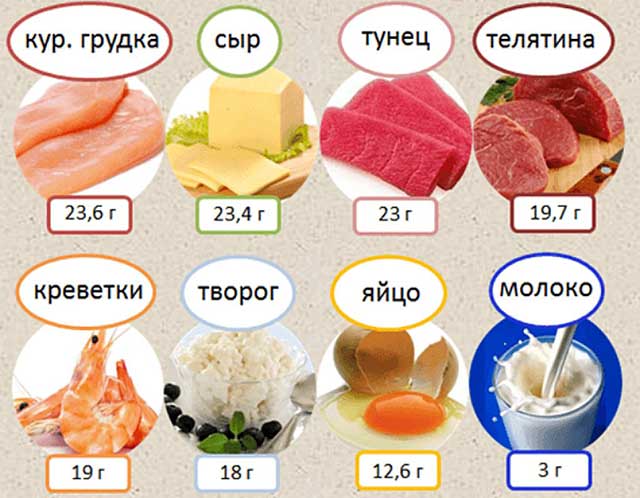 кур. грудка
сыр
тунец
телятина
23,6 г
23,4 г
23 г
19,7 г
креветки
творог
яйцо
молоко
19 г
18 г
12,6 г
3 г